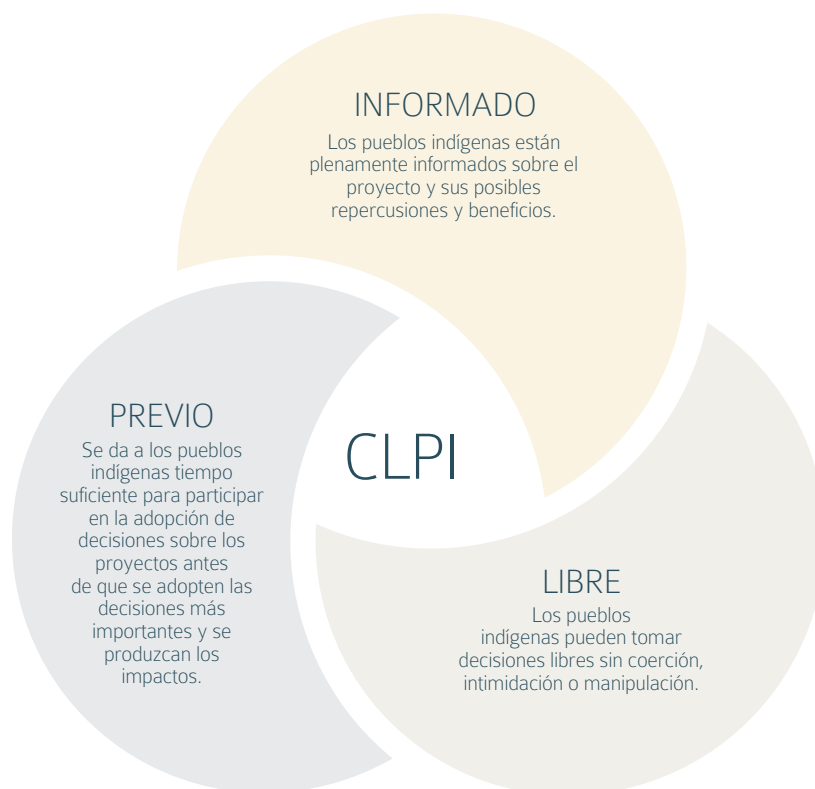 INFORMADO
Los pueblos indígenas están
plenamente informados sobre el
proyecto y sus posibles
repercusiones y beneficios.
PREVIO
Se da a los pueblos
indígenas tiempo
suficiente para participar
en la adopción de
decisiones sobre los
proyectos antes
de que se adopten las
decisiones más
importantes y se
produzcan los
impactos.
CLPI
LIBRE
Los pueblos
indígenas pueden tomar
decisiones libres sin coerción,
intimidación o manipulación.